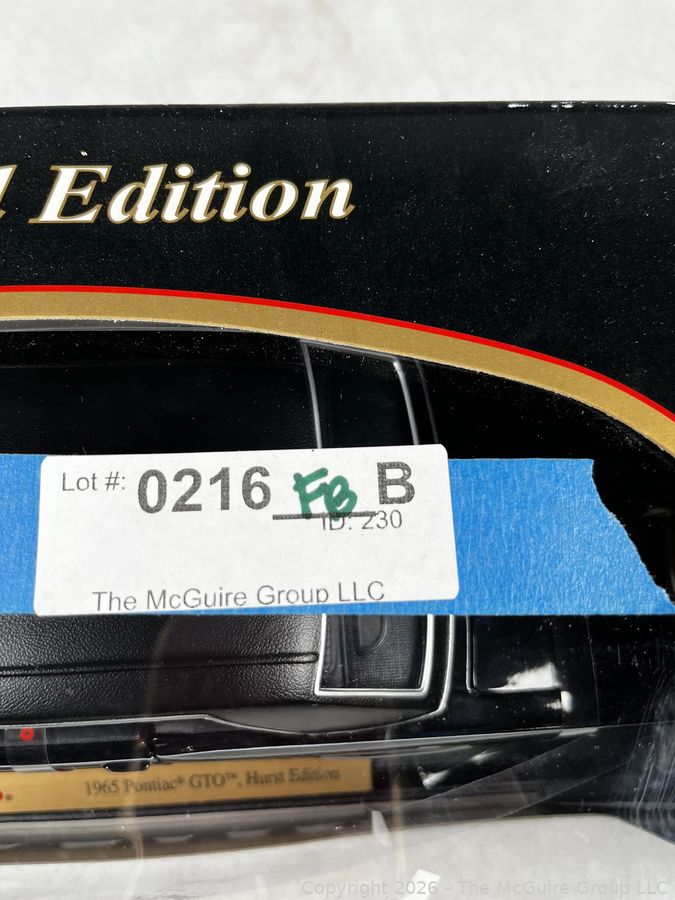 Edition
Lot #: 0216 FB B
ID: 230
The McGuire Group LLC
1965 Pontiac® GTO™, Hurst Edition
Copyright 2026 - The McGuire Group LLC